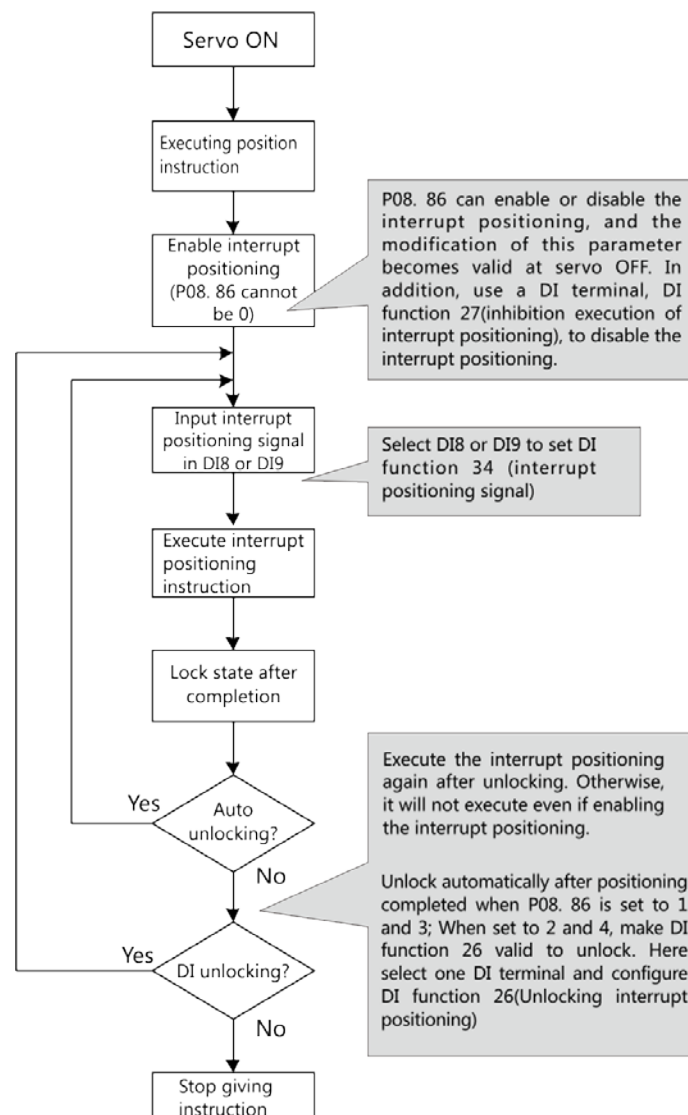 Servo ON
Executing position
instruction
Enable interrupt
positioning
(P08. 86 cannot
be 0)
P08. 86 can enable or disable the
interrupt positioning, and the
modification of this parameter
becomes valid at servo OFF. In
addition, use a DI terminal, DI
function 27(inhibition execution of
interrupt positioning), to disable the
interrupt positioning.
Input interrupt
positioning signal
in DI8 or DI9
Select DI8 or DI9 to set DI
function 34 (interrupt
positioning signal)
Execute interrupt
positioning
instruction
Lock state after
completion
Yes
Auto
unlocking?
No
Execute the interrupt positioning
again after unlocking. Otherwise,
it will not execute even if enabling
the interrupt positioning.
Unlock automatically after positioning
completed when P08. 86 is set to 1
and 3; When set to 2 and 4, make DI
function 26 valid to unlock. Here
select one DI terminal and configure
DI function 26(Unlocking interrupt
positioning)
Yes
DI unlocking?
No
Stop giving
instruction